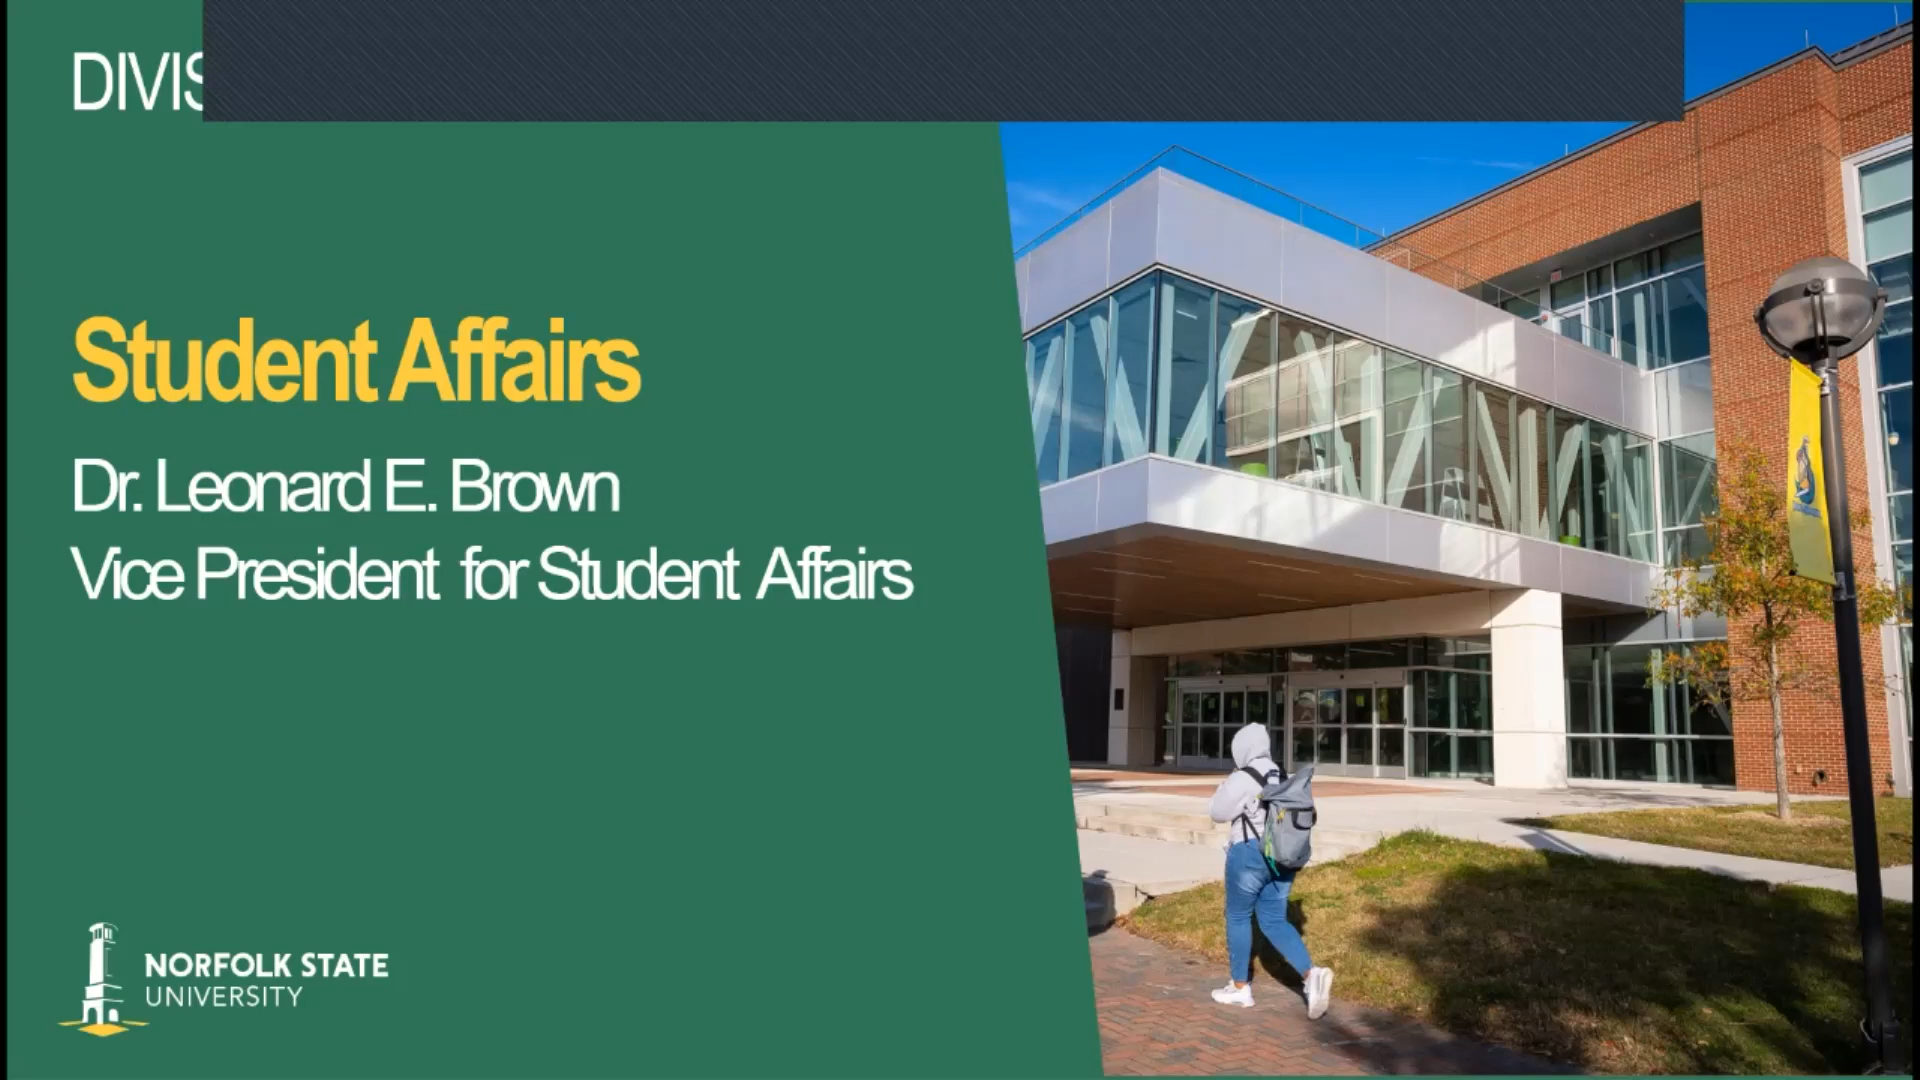 DIVIS
Student Affairs
Dr. Leonard E. Brown
Vice President for Student Affairs
NORFOLK STATE
UNIVERSITY